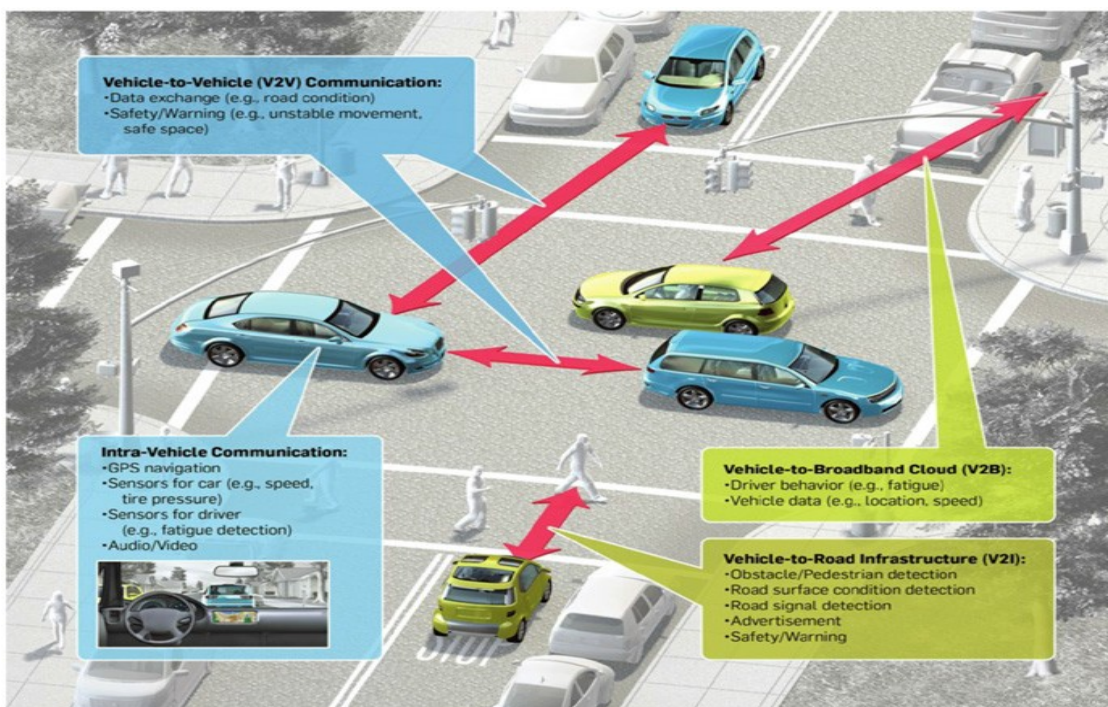 Vehicle-to-Vehicle (V2V) Communication:
•Data exchange (e.g., road condition)
•Safety/Warning (e.g., unstable movement,
safe space)
Intra-Vehicle Communication:
•GPS navigation
•Sensors for car (e.g., speed,
tire pressure)
•Sensors for driver
(e.g., fatigue detection)
•Audio/Video
Vehicle-to-Broadband Cloud (V2B):
•Driver behavior (e.g., fatigue)
•Vehicle data (e.g., location, speed)
Vehicle-to-Road Infrastructure (V2I):
•Obstacle/Pedestrian detection
•Road surface condition detection
•Road signal detection
•Advertisement
•Safety/Warning